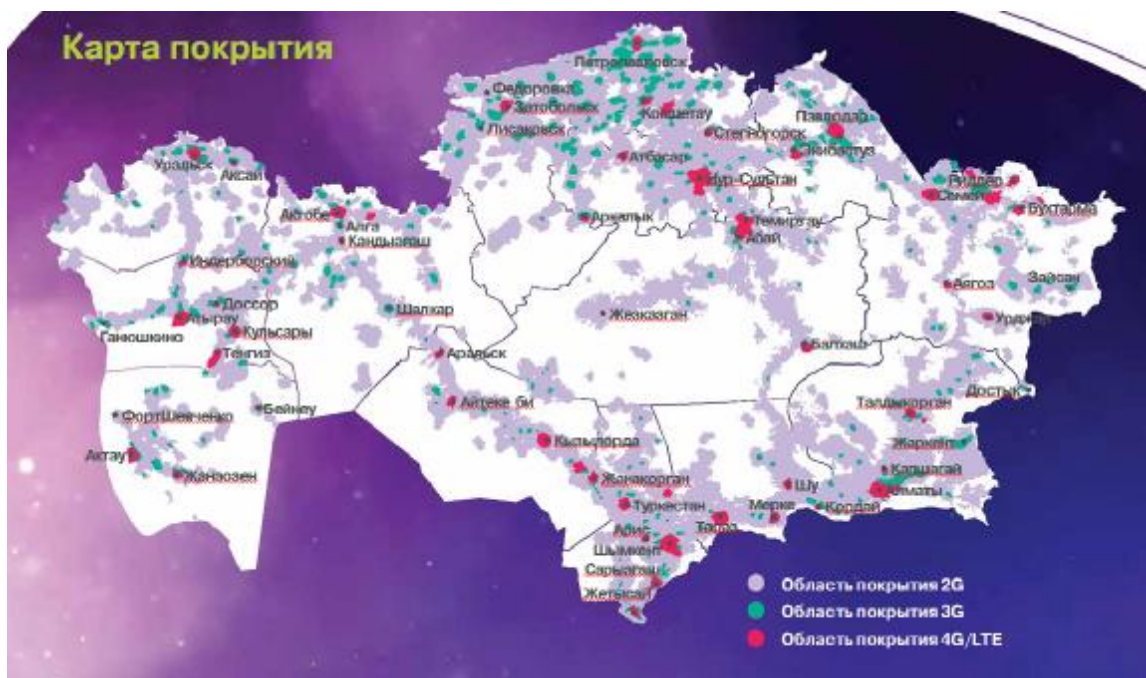 Карта покрытия
Петропавловск
Федоровка
Затобольск
Кокшетау
Лисаковск
Степногорск
Павлодар
Экибастуз
Атбасар
Уральск
Аксай
Нур-Султан
Риддер
Семей
Бухтарма
Актобе
Алга
Кандыагаш
Аркалык
Темиртау
Абай
Индерборский
Аягоз
Зайсан
Доссор
Шалкар
Атырау
Ганюшкино
Жезказган
Урджар
Кульсары
Тенгиз
Аральск
Балхаш
Достык
Айтеке би
Талдыкорган
ФортШевченко
Бейнеу
Кызылорда
Жаркент
Актау
Жанаозен
Жанакорган
Капшагай
Шу
Алматы
Туркестан
Мерке
Кордай
Тараз
Арис
Шымкент
Сарыагаш
Жетысай
Область покрытия 2G
Область покрытия 3G
Область покрытия 4G/LTE